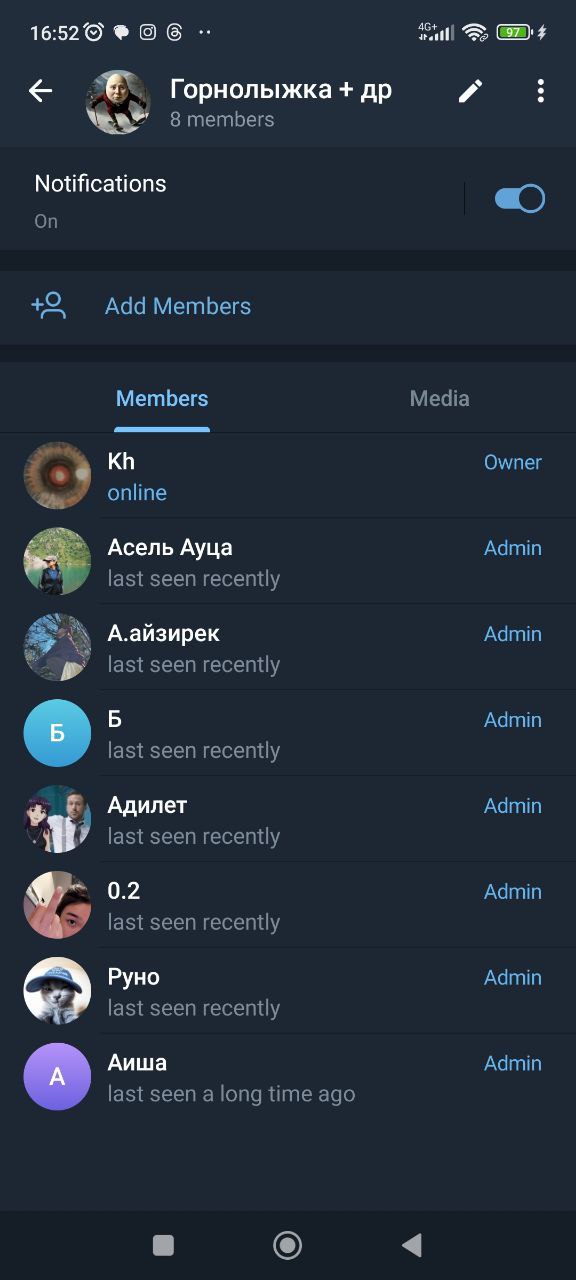 16:52
4G+
97
Горнолыжка + др
8 members
Notifications
On
Add Members
Members
Media
Kh
Owner
online
Асель Ауца
Admin
last seen recently
А.айзирек
Admin
last seen recently
Б
Б
Admin
last seen recently
Адилет
Admin
last seen recently
0.2
Admin
last seen recently
Руно
Admin
last seen recently
А
Аиша
Admin
last seen a long time ago